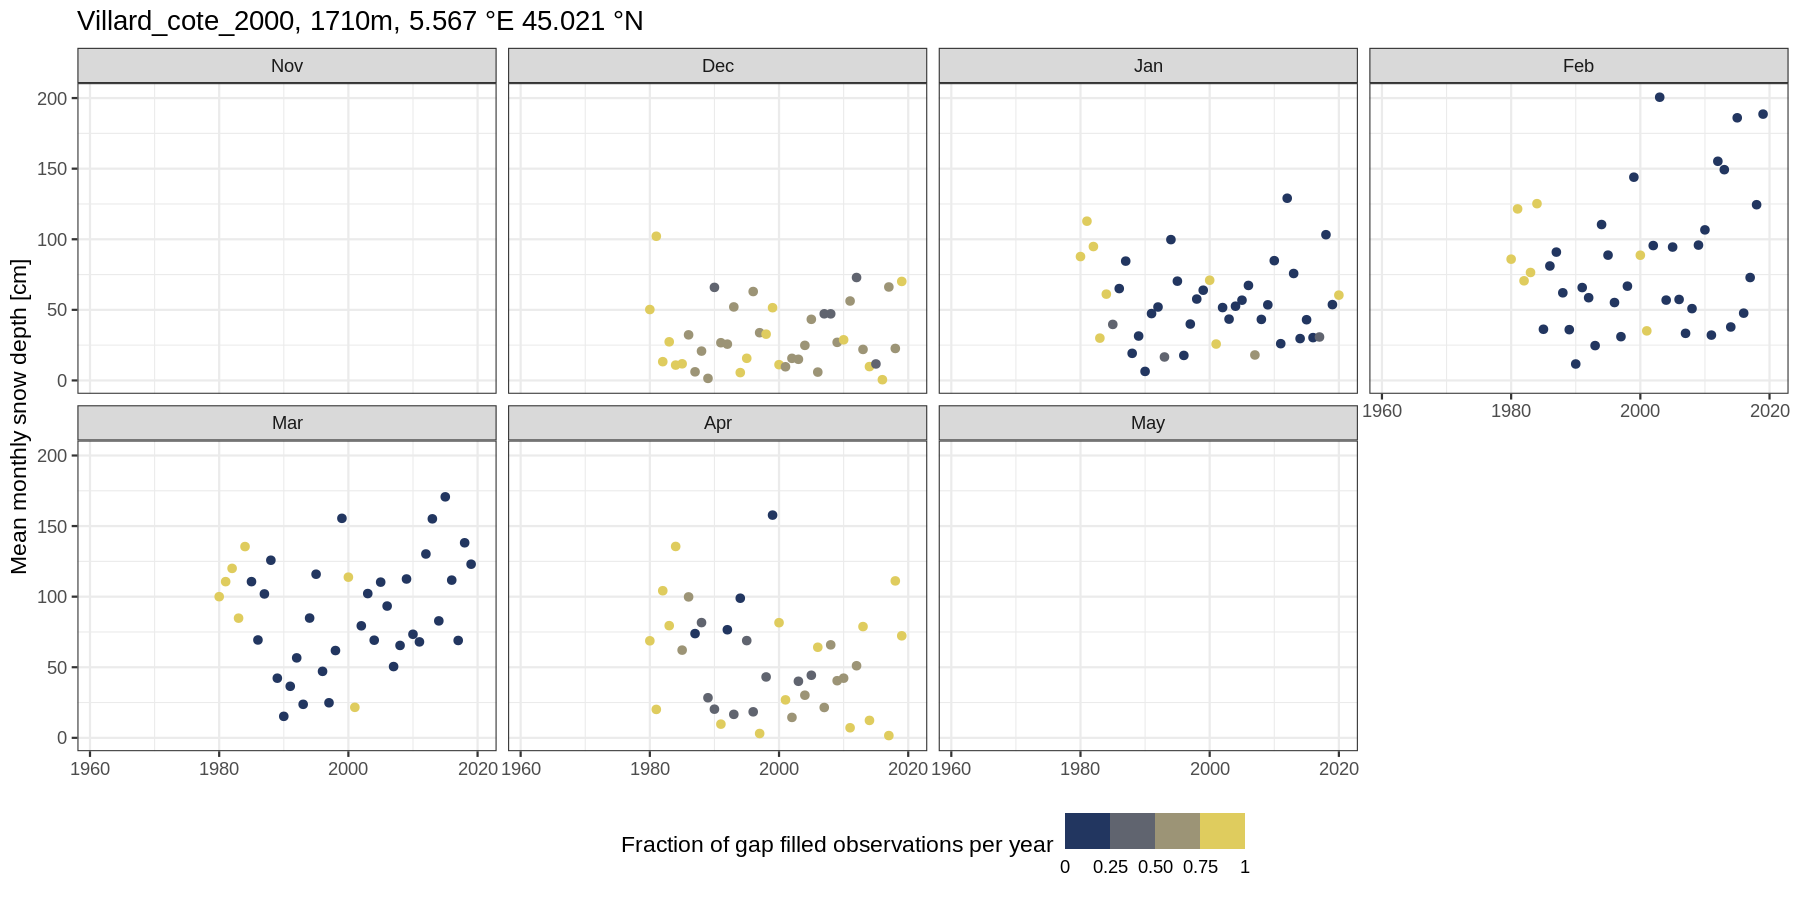 Villard_cote_2000, 1710m, 5.567 °E 45.021 °N
Nov
Dec
Jan
Feb
200
150
100
50
0
1960 1980 2000 2020
Mar
Apr
May
200
150
100
50
0
1960 1980 2000 2020
1960 1980 2000 2020
1960 1980 2000 2020
Mean monthly snow depth [cm]
Fraction of gap filled observations per year
0 0.25 0.50 0.75 1